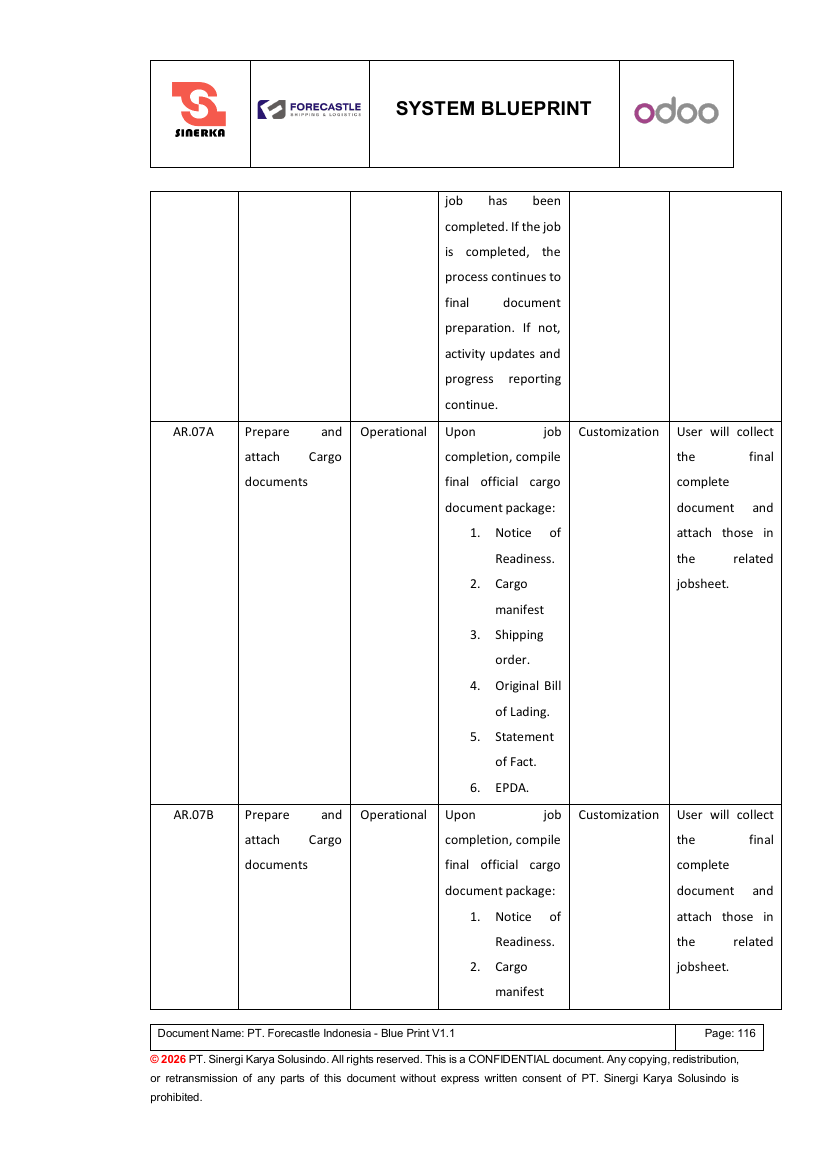 SINERKA
FORECASTLE
SHIPPING & LOGISTICS
SYSTEM BLUEPRINT
odoo
job has been
completed. If the job
is completed, the
process continues to
final document
preparation. If not,
activity updates and
progress reporting
continue.
AR.07A
Prepare and
attach Cargo
documents
Operational
Upon job
completion, compile
final official cargo
document package:
1. Notice of
Readiness.
2. Cargo
manifest
3. Shipping
order.
4. Original Bill
of Lading.
5. Statement
of Fact.
6. EPDA.
Customization
User will collect
the final
complete
document and
attach those in
the related
jobsheet.
AR.07B
Prepare and
attach Cargo
documents
Operational
Upon job
completion, compile
final official cargo
document package:
1. Notice of
Readiness.
2. Cargo
manifest
Customization
User will collect
the final
complete
document and
attach those in
the related
jobsheet.
Document Name: PT. Forecastle Indonesia - Blue Print V1.1
Page: 116
© 2026 PT. Sinergi Karya Solusindo. All rights reserved. This is a CONFIDENTIAL document. Any copying, redistribution,
or retransmission of any parts of this document without express written consent of PT. Sinergi Karya Solusindo is
prohibited.